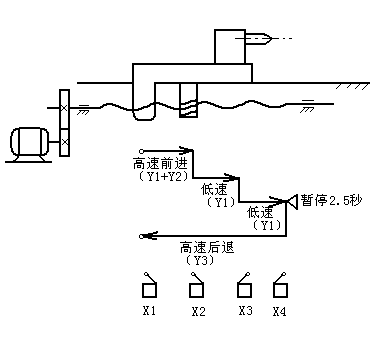 高速前进
（Y1+Y2）
低速
（Y1）
低速
（Y1）
暂停2.5秒
高速后退
（Y3）
X1 X2 X3 X4